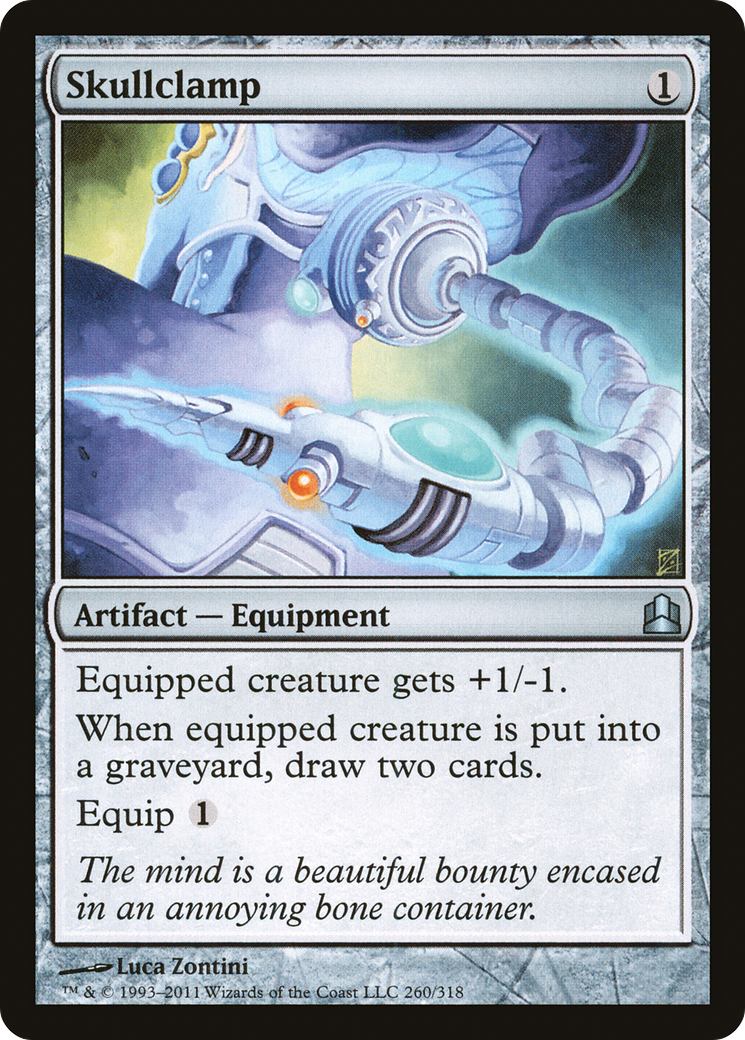 Skullclamp 1
Artifact — Equipment
Equipped creature gets +1/-1.
When equipped creature is put into
a graveyard, draw two cards.
Equip 1
The mind is a beautiful bounty encased
in an annoying bone container.
Luca Zontini
™ & © 1993–2011 Wizards of the Coast LLC 260/318